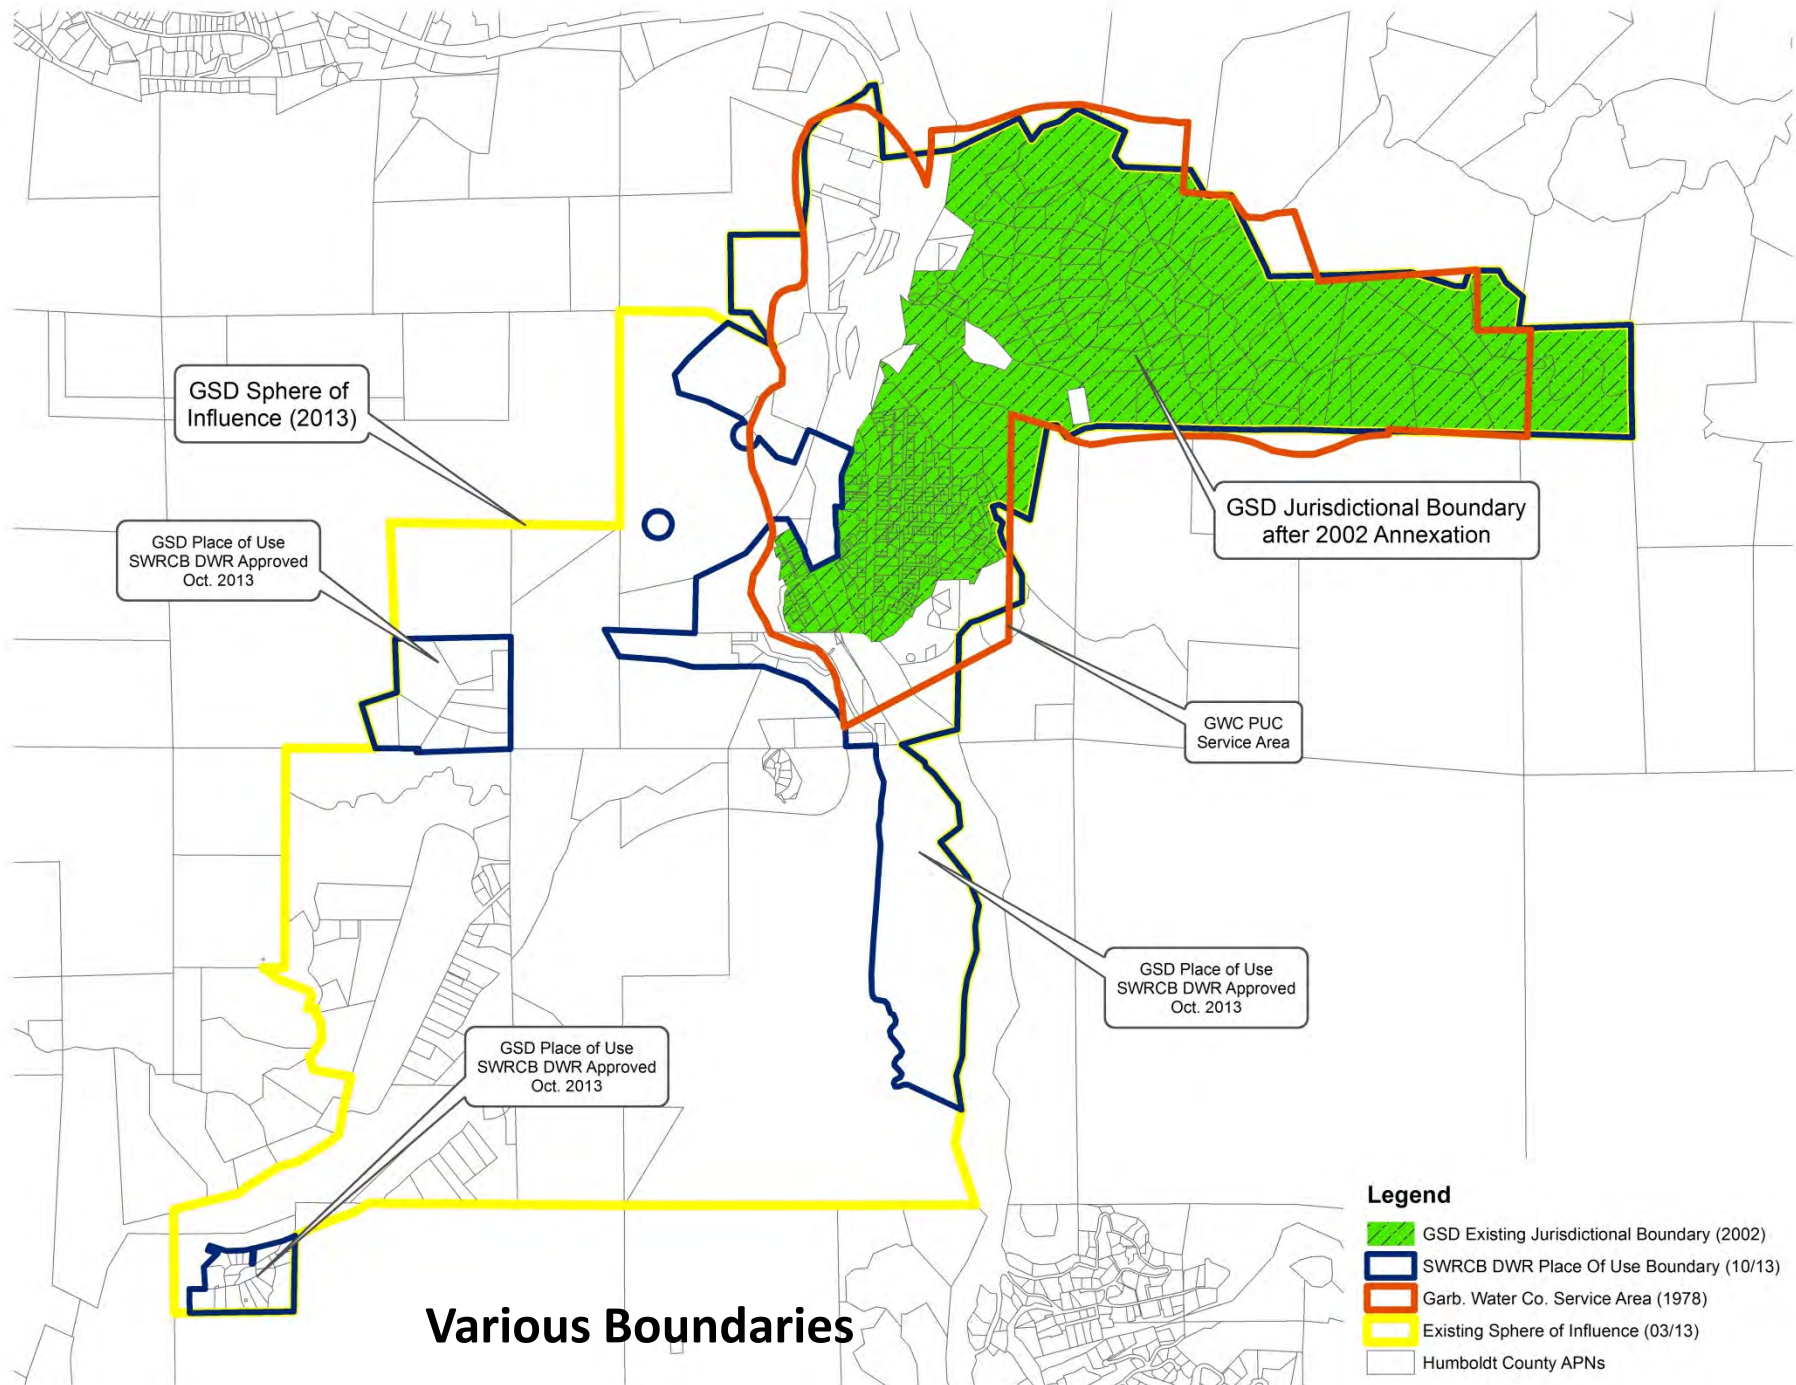 GSD Sphere of
Influence (2013)
GSD Place of Use
SWRCB DWR Approved
Oct. 2013
GSD Jurisdictional Boundary
after 2002 Annexation
GWC PUC
Service Area
GSD Place of Use
SWRCB DWR Approved
Oct. 2013
GSD Place of Use
SWRCB DWR Approved
Oct. 2013
Various Boundaries
Legend
GSD Existing Jurisdictional Boundary (2002)
SWRCB DWR Place Of Use Boundary (10/13)
Garb. Water Co. Service Area (1978)
Existing Sphere of Influence (03/13)
Humboldt County APNs